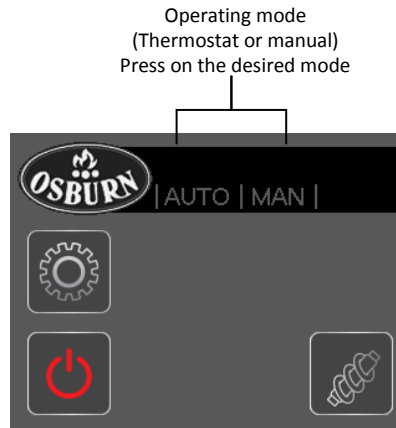 Operating mode
(Thermostat or manual)
Press on the desired mode
OSBURN
|AUTO | MAN |